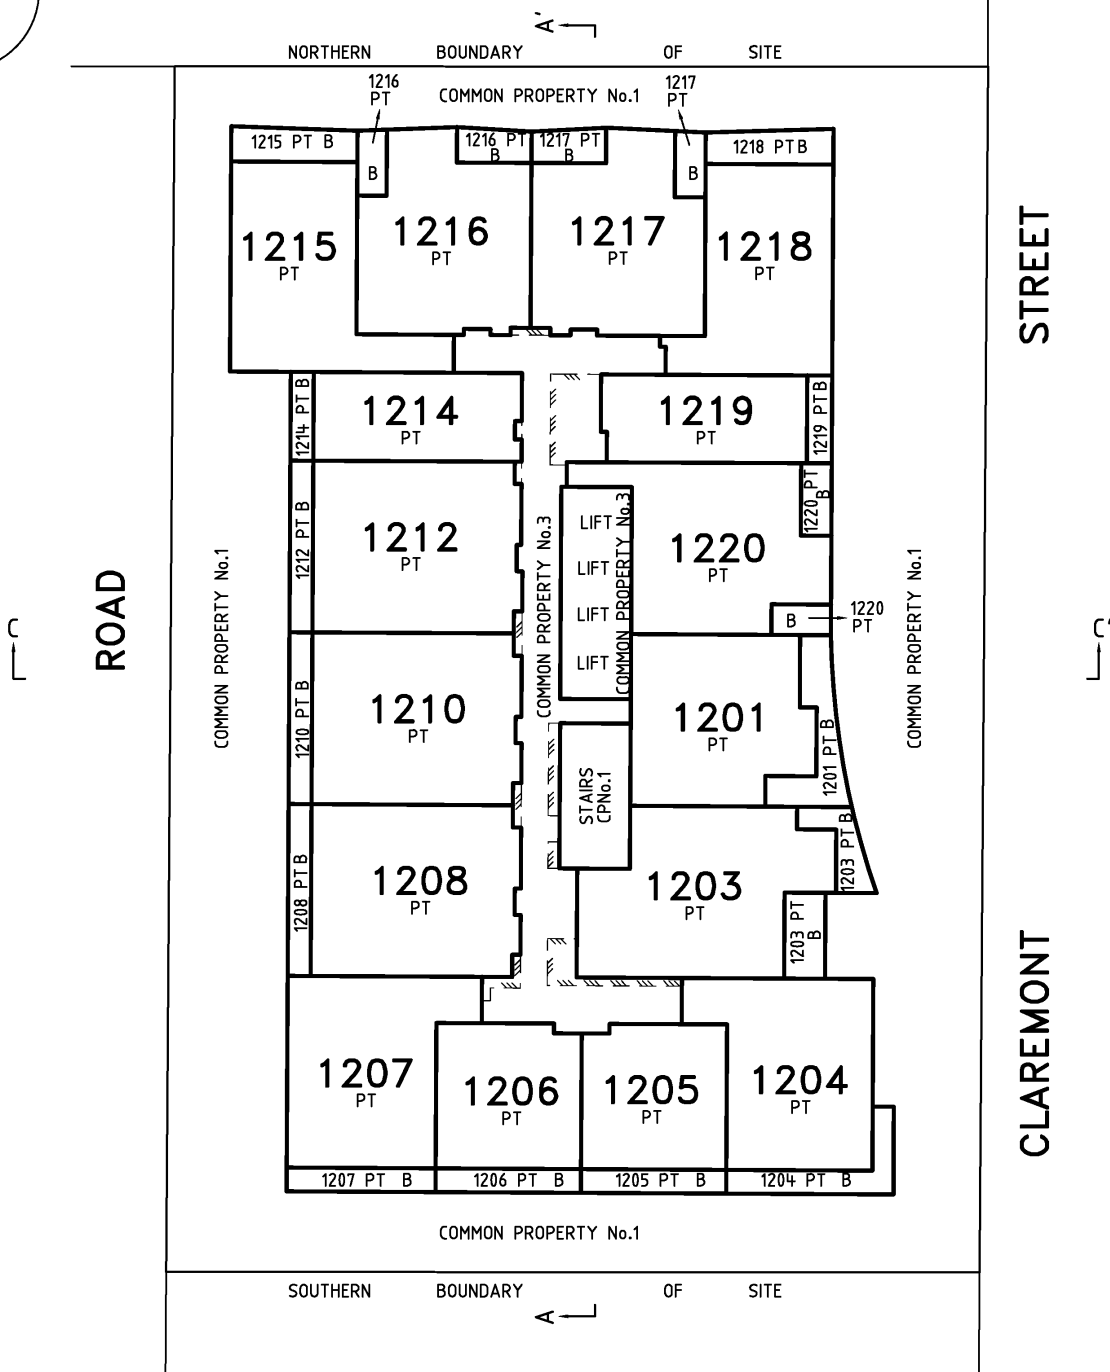 A'
NORTHERN BOUNDARY OF SITE
1216
PT
COMMON PROPERTY No.1
1217
PT
1215 PT B
B
1216 PT
B
1217 PT
B
B
1218 PT B
1215
PT
1216
PT
1217
PT
1218
PT
STREET
1214 PT B
1214
PT
1219
PT
1219 PT B
1212 PT B
1212
PT
COMMON PROPERTY No.3
LIFT
LIFT
LIFT
LIFT
COMMON PROPERTY No.3
1220
PT
1220 PT
B
B
1220
PT
ROAD
COMMON PROPERTY No.1
COMMON PROPERTY No.1
C
C'
1210 PT B
1210
PT
1201
PT
1201 PT B
STAIRS
CPNo.1
1208 PT B
1208
PT
1203
PT
1203 PT B
1203 PT
B
CLAREMONT
1207
PT
1206
PT
1205
PT
1204
PT
1207 PT B
1206 PT B
1205 PT B
1204 PT B
COMMON PROPERTY No.1
SOUTHERN BOUNDARY OF SITE
A